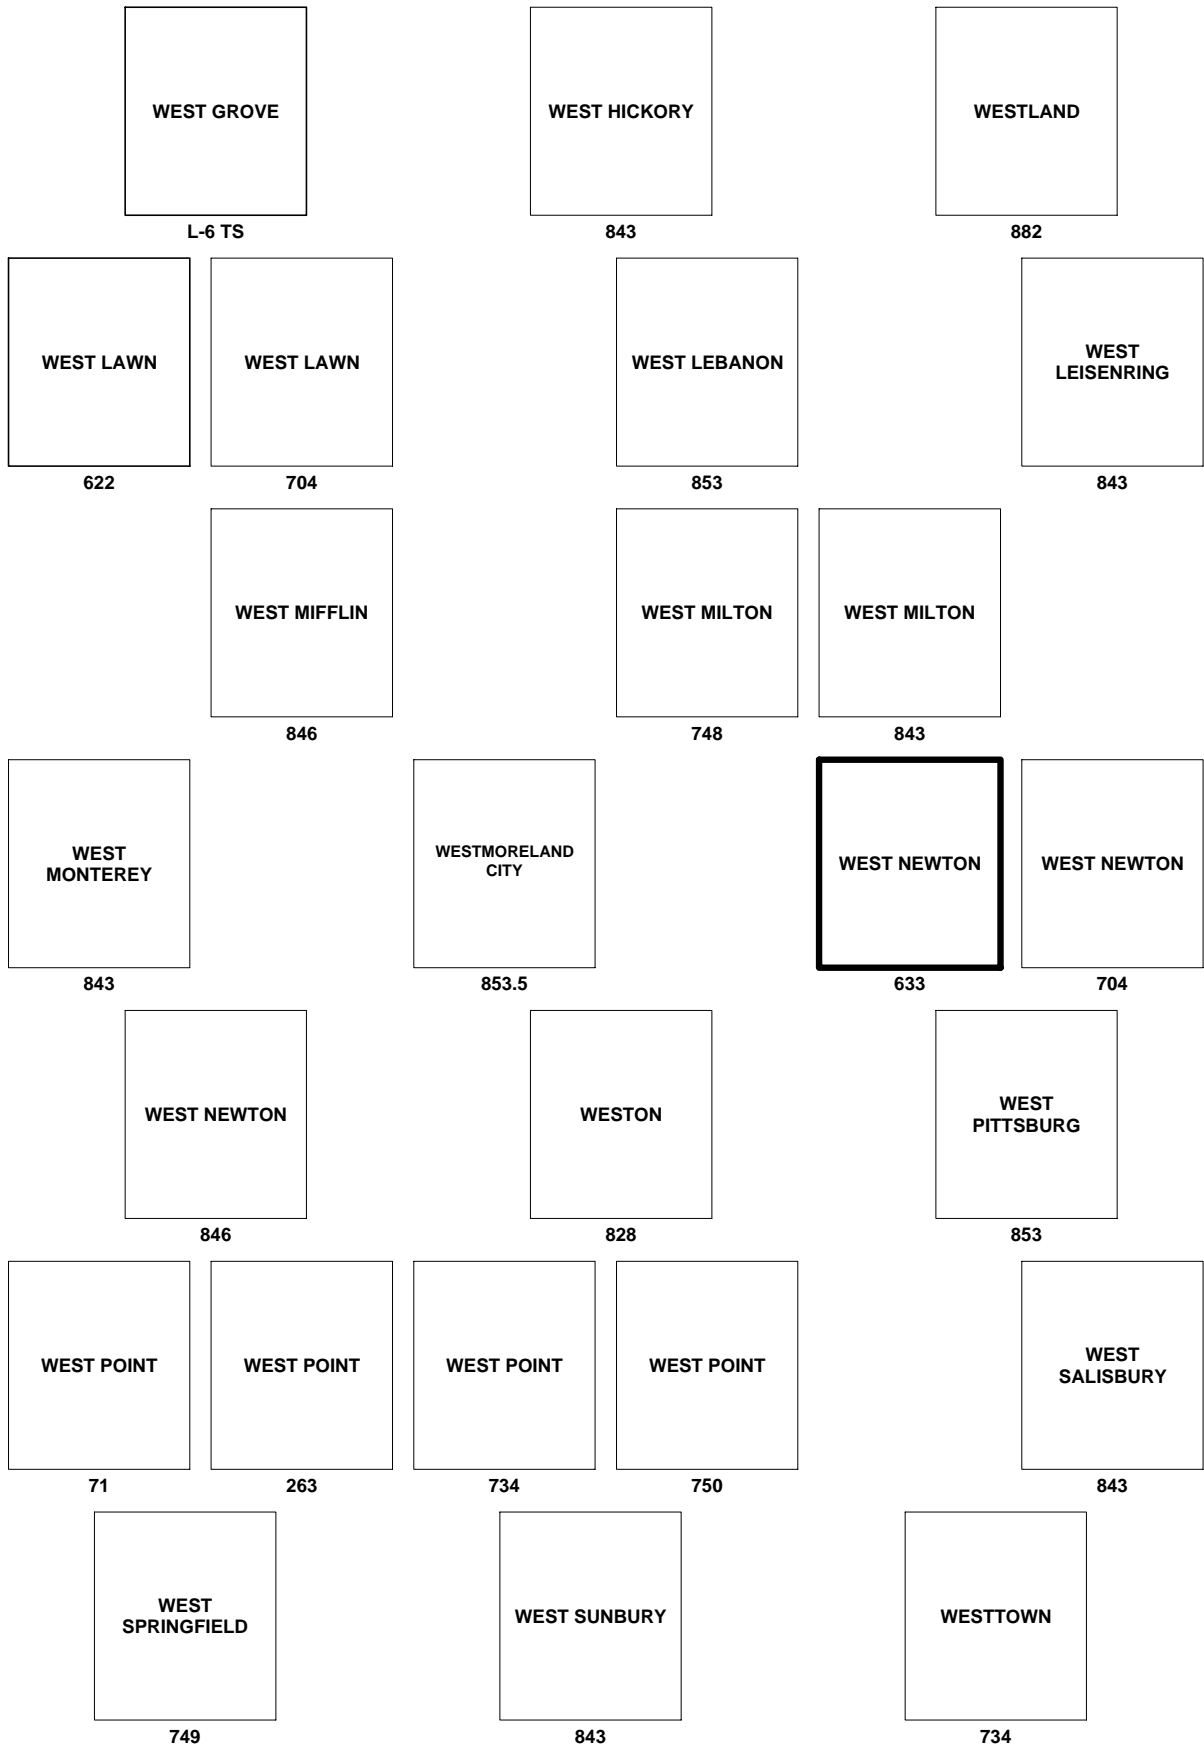 WEST GROVE
L-6 TS
WEST HICKORY
843
WESTLAND
882
WEST LAWN
622
WEST LAWN
704
WEST LEBANON
853
WEST
LEISENRING
843
WEST MIFFLIN
846
WEST MILTON
748
WEST MILTON
843
WEST
MONTEREY
843
WESTMORELAND
CITY
853.5
WEST NEWTON
633
WEST NEWTON
704
WEST NEWTON
846
WESTON
828
WEST
PITTSBURG
853
WEST POINT
71
WEST POINT
263
WEST POINT
734
WEST POINT
750
WEST
SALISBURY
843
WEST
SPRINGFIELD
749
WEST SUNBURY
843
WESTTOWN
734